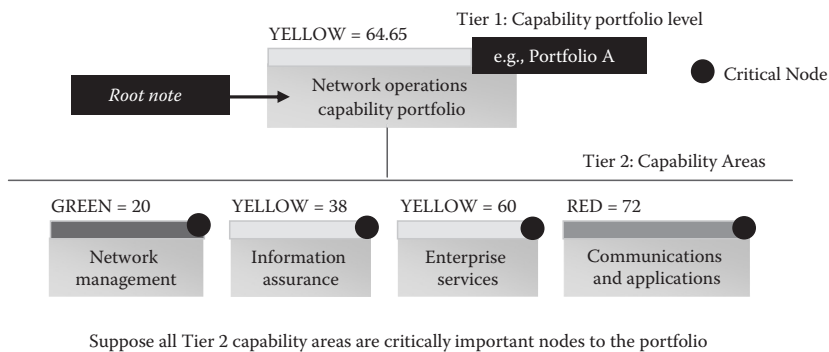 Tier 1: Capability portfolio level
YELLOW = 64.65
e.g., Portfolio A
Critical Node
Root note
Network operations
capability portfolio
Tier 2: Capability Areas
GREEN = 20
YELLOW = 38
YELLOW = 60
RED = 72
Network
management
Information
assurance
Enterprise
services
Communications
and applications
Suppose all Tier 2 capability areas are critically important nodes to the portfolio